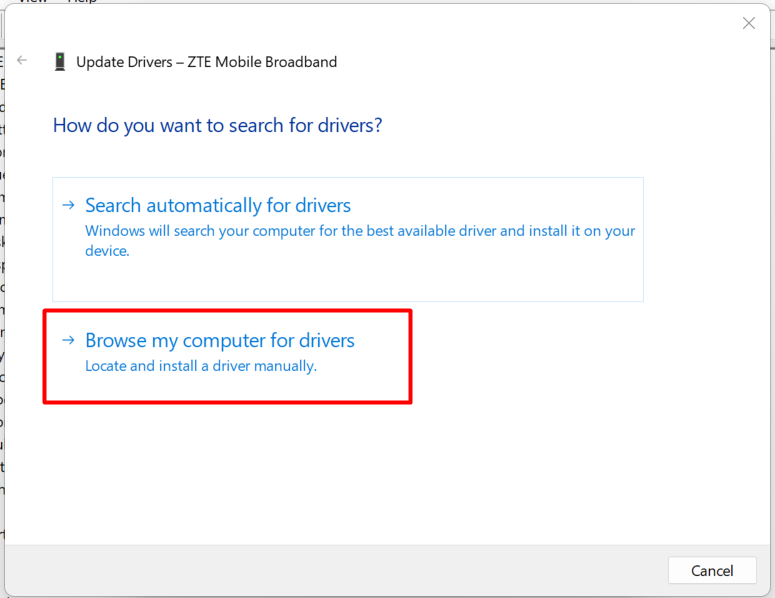 View Help
Update Drivers – ZTE Mobile Broadband
How do you want to search for drivers?
→ Search automatically for drivers
Windows will search your computer for the best available driver and install it on your
device.
→ Browse my computer for drivers
Locate and install a driver manually.
Cancel